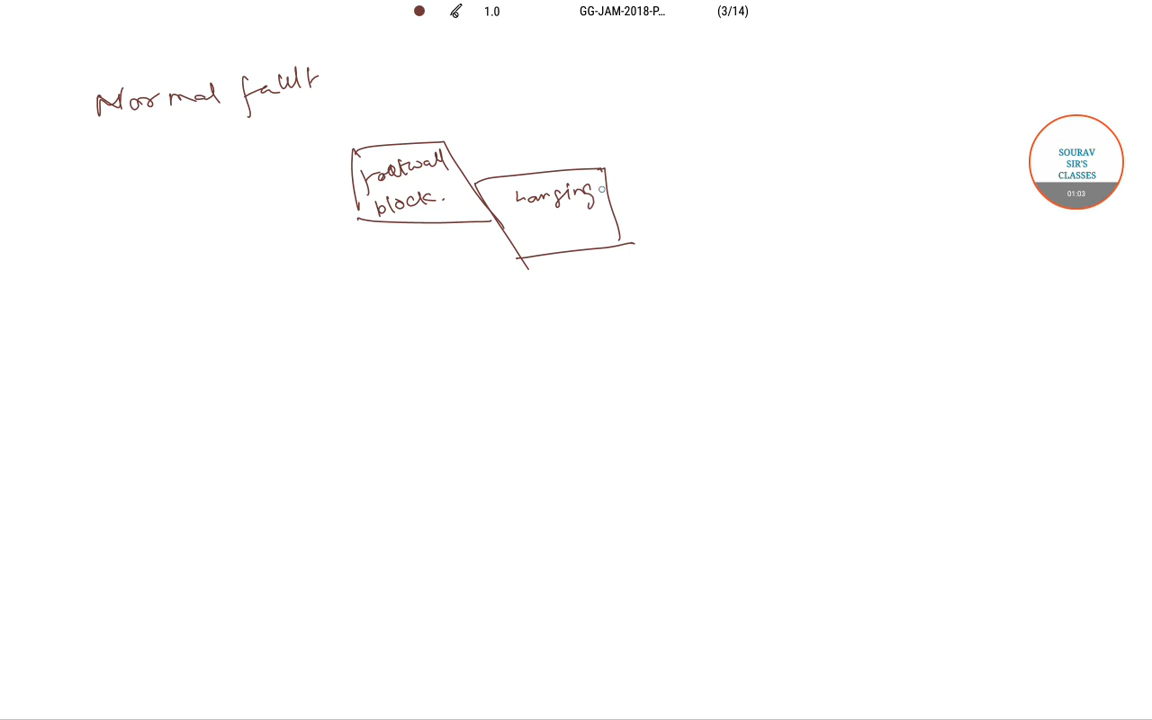 1.0 GG-JAM-2018-P... (3/14)
Normal fault
footwall
block.
hanging
SOURAV
SIR'S
CLASSES
01:03